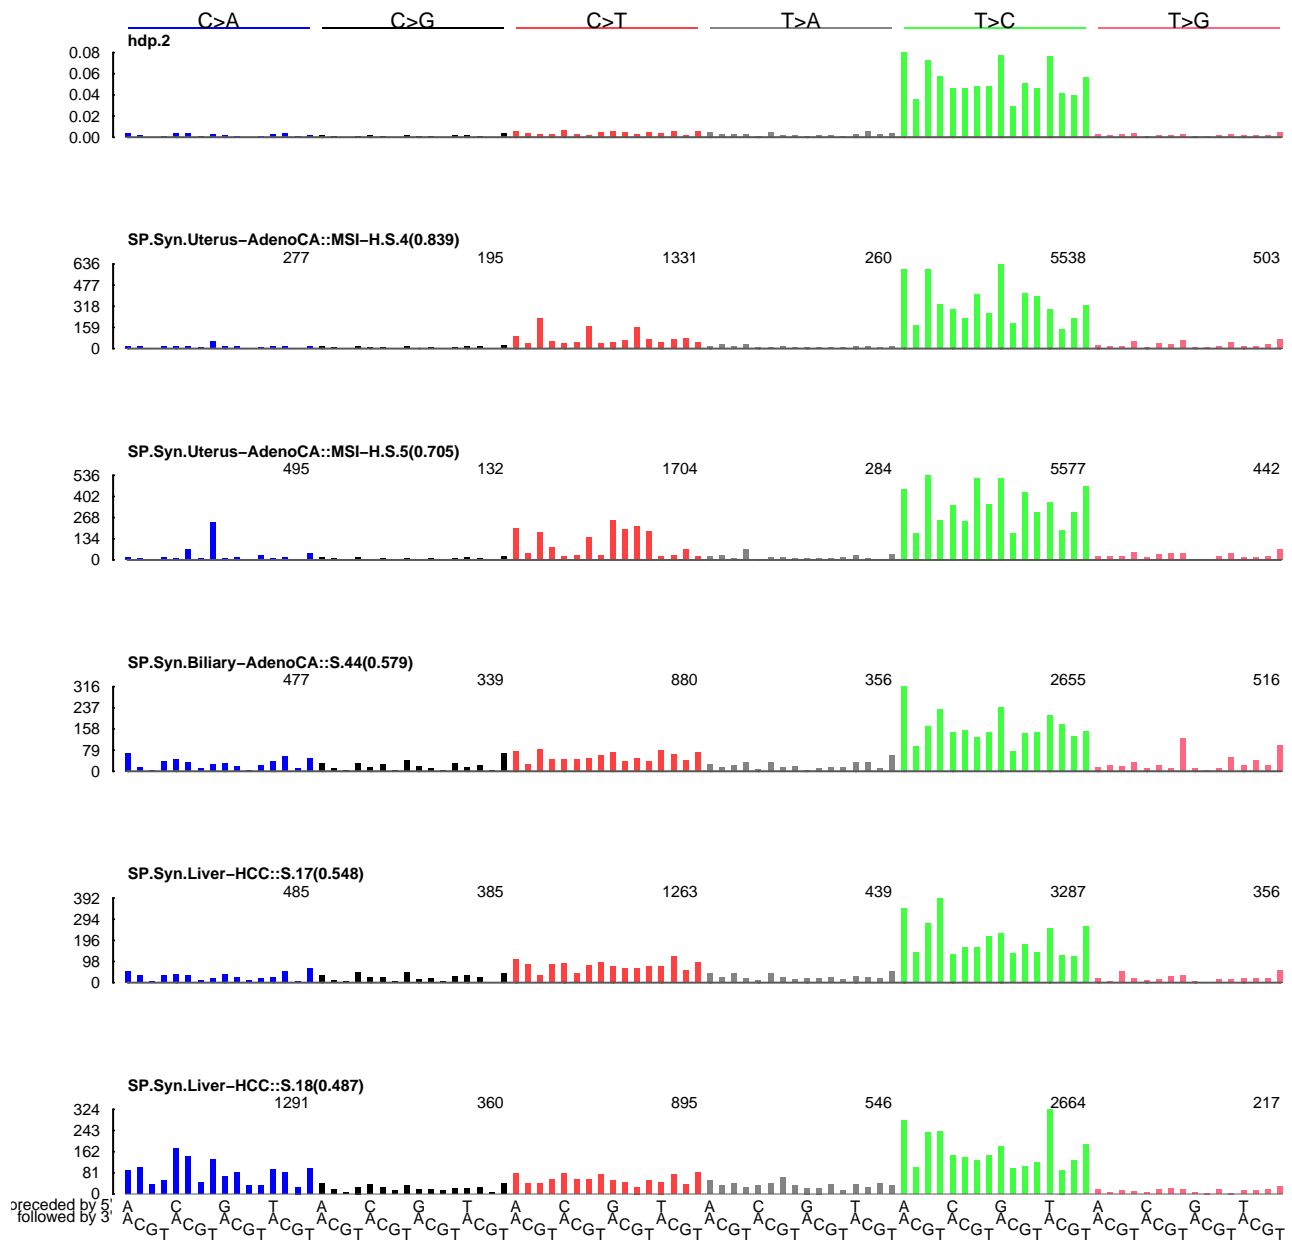 C>A C>G C>T T>A T>C T>G
hdp.2
0.08
0.06
0.04
0.02
0.00
SP.Syn.Uterus−AdenoCA::MSI−H.S.4(0.839)
277 195 1331 260 5538 503
636
477
318
159
0
SP.Syn.Uterus−AdenoCA::MSI−H.S.5(0.705)
495 132 1704 284 5577 442
536
402
268
134
0
SP.Syn.Biliary−AdenoCA::S.44(0.579)
477 339 880 356 2655 516
316
237
158
79
0
SP.Syn.Liver−HCC::S.17(0.548)
485 385 1263 439 3287 356
392
294
196
98
0
SP.Syn.Liver−HCC::S.18(0.487)
1291 360 895 546 2664 217
324
243
162
81
0
preceded by 5' A C G T A C G T A C G T A C G T A C G T A C G T
followed by 3' A C G T A C G T A C G T A C G T A C G T A C G T A C G T A C G T A C G T A C G T A C G T A C G T A C G T A C G T A C G T A C G T A C G T A C G T A C G T A C G T A C G T A C G T A C G T A C G T